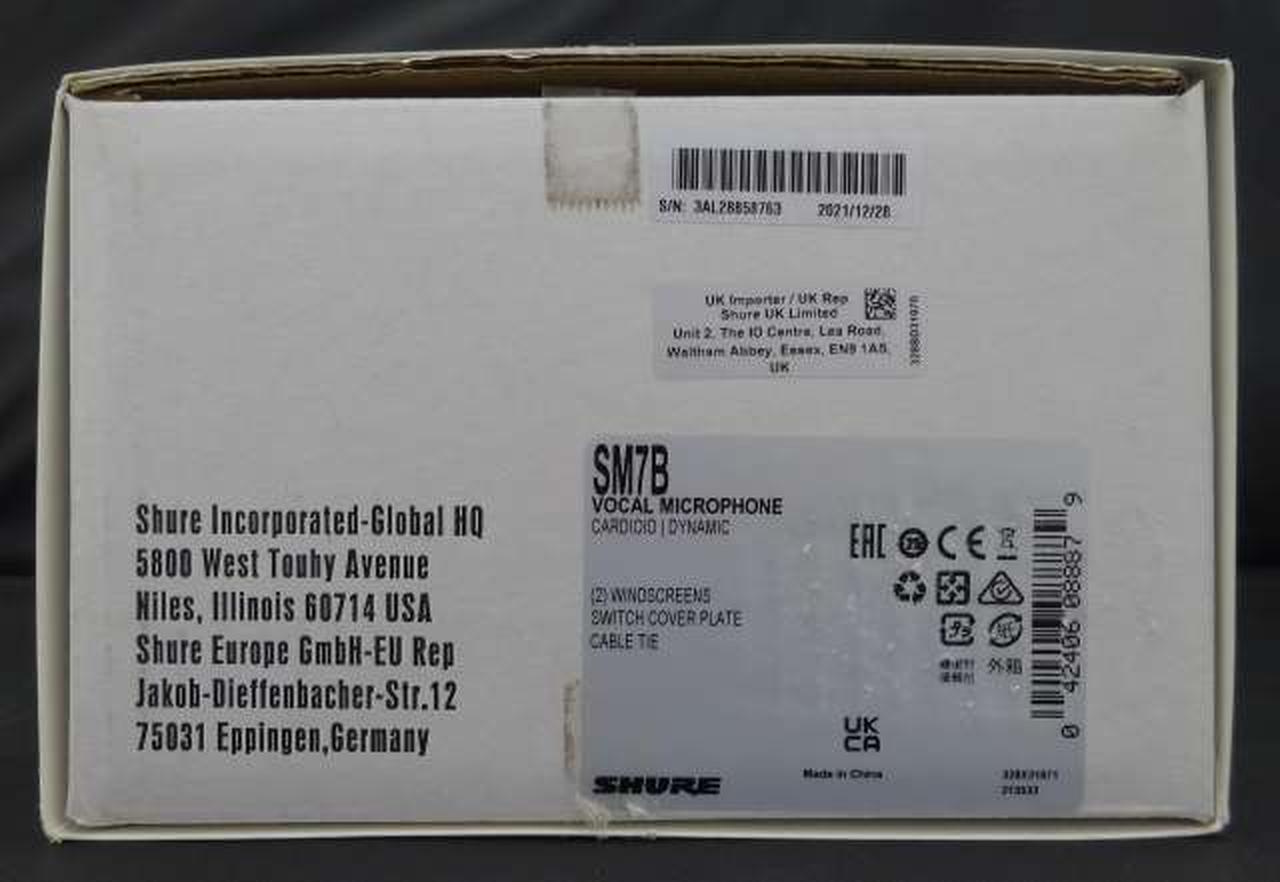 S/N: 3AL28858763 2021/12/28
UK Importer / UK Rep
Shure UK Limited
Unit 2, The IO Centre, Lea Road,
Waltham Abbey, Essex, EN9 1AS,
UK
SM7B
VOCAL MICROPHONE
CARDIOID | DYNAMIC
(2) WINDSCREENS
SWITCH COVER PLATE
CABLE TIE
EAC
CE
UK
CA
Made in China
SHURE
0 42406 08887 9
Shure Incorporated-Global HQ
5800 West Touhy Avenue
Niles, Illinois 60714 USA
Shure Europe GmbH-EU Rep
Jakob-Dieffenbacher-Str.12
75031 Eppingen,Germany